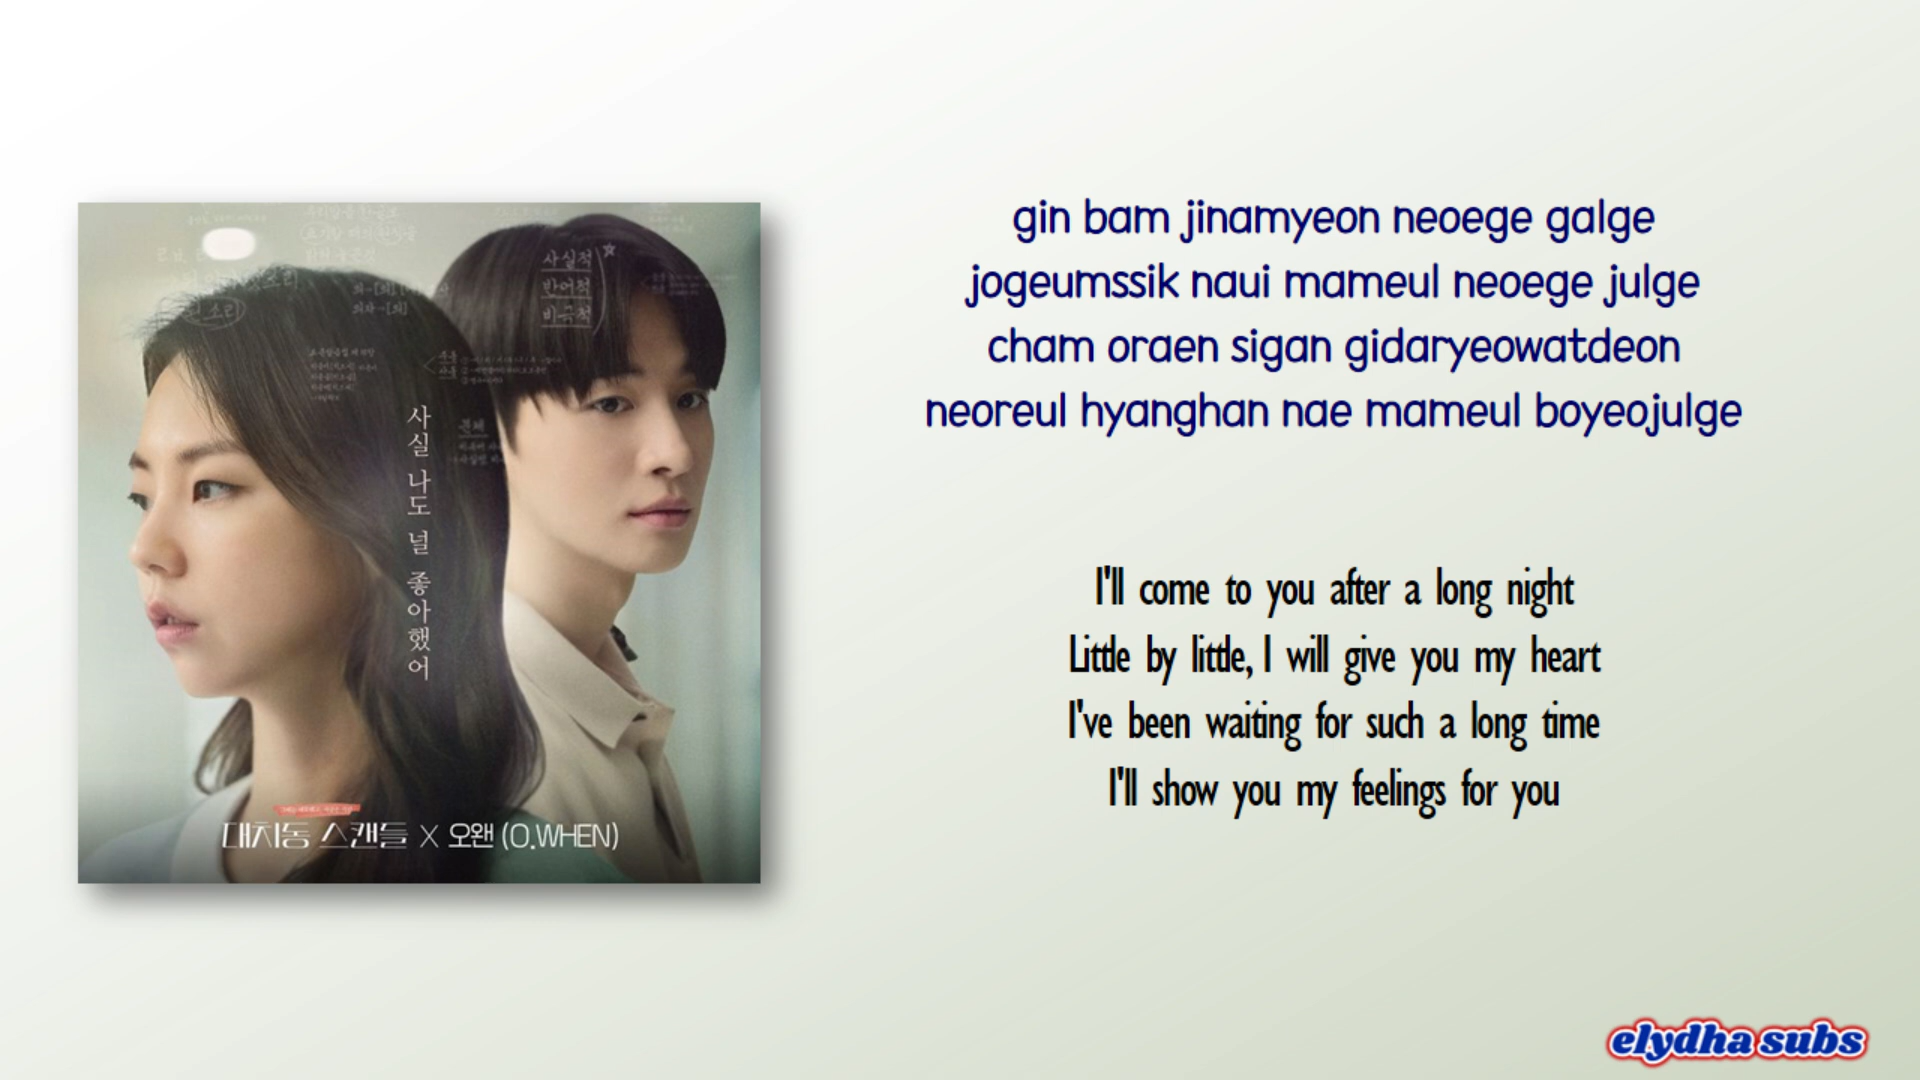 사실적
반어적
비극적
사실 나도 널 좋아했어
대치동 스캔들 X 오왠 (O.WHEN)
gin bam jinamyeon neoege galge
jogeumssik naui mameul neoege julge
cham oraen sigan gidaryeowatdeon
neoreul hyanghan nae mameul boyeojulge
I'll come to you after a long night
Little by little, I will give you my heart
I've been waiting for such a long time
I'll show you my feelings for you
elydha subs